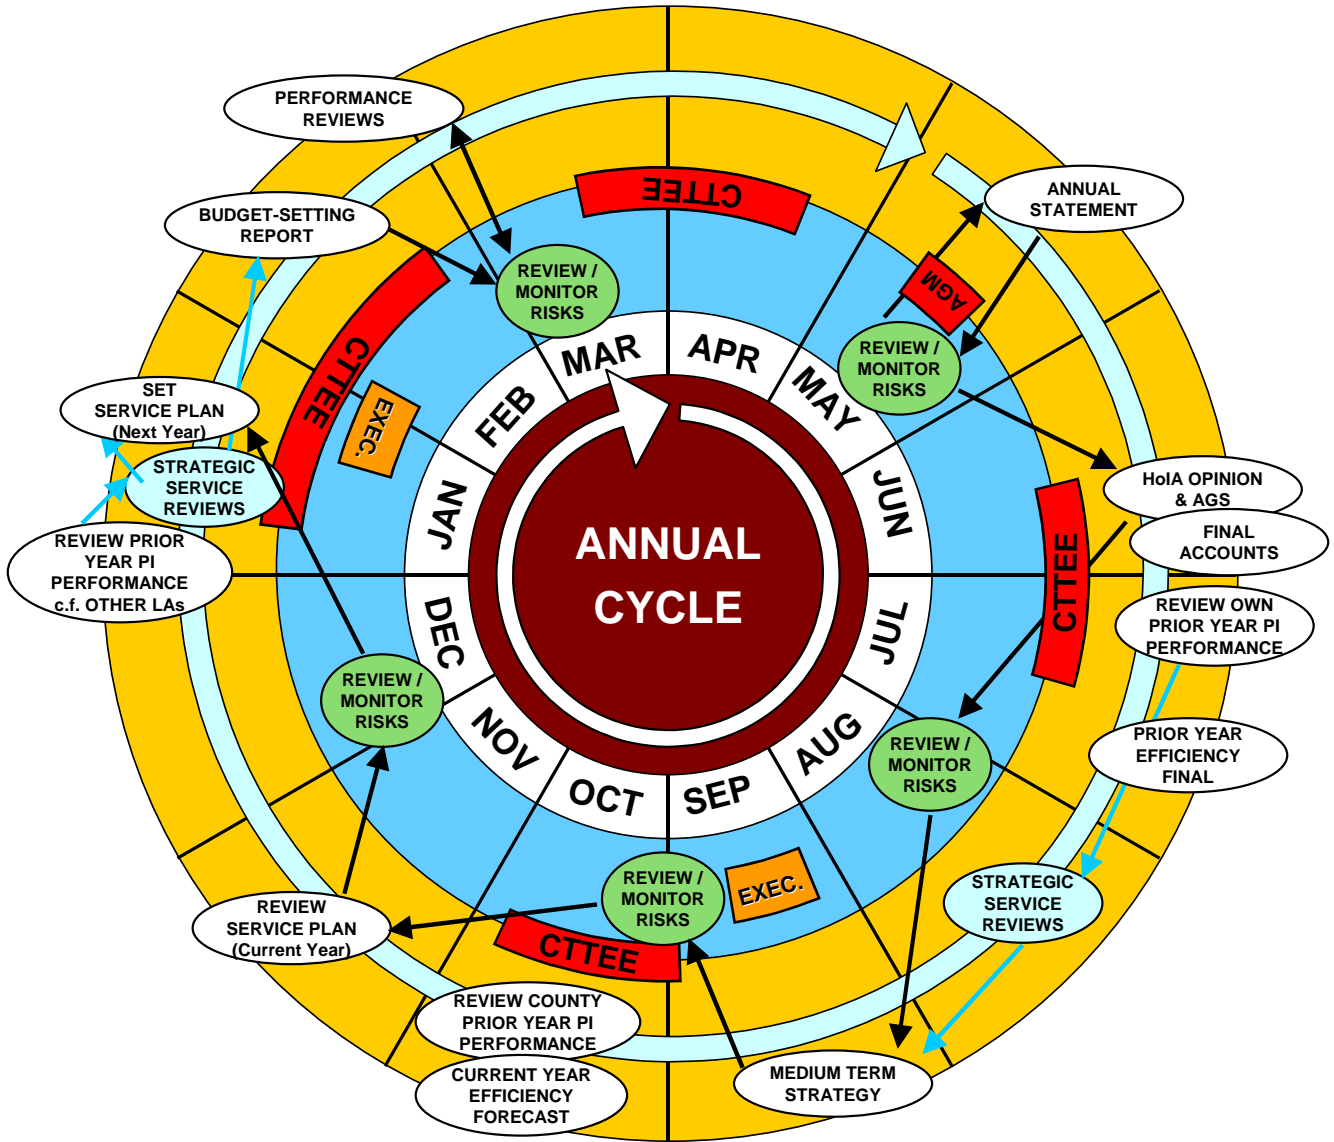 PERFORMANCE
REVIEWS
BUDGET-SETTING
REPORT
CTTEE
ANNUAL
STATEMENT
AGM
REVIEW /
MONITOR
RISKS
REVIEW /
MONITOR
RISKS
MAR
APR
MAY
JUN
JUL
AUG
SEP
OCT
NOV
DEC
JAN
FEB
CTTEE
EXEC.
SET
SERVICE PLAN
(Next Year)
STRATEGIC
SERVICE
REVIEWS
REVIEW PRIOR
YEAR PI
PERFORMANCE
c.f. OTHER LAs
ANNUAL
CYCLE
HoIA OPINION
& AGS
FINAL
ACCOUNTS
CTTEE
REVIEW OWN
PRIOR YEAR PI
PERFORMANCE
REVIEW /
MONITOR
RISKS
REVIEW /
MONITOR
RISKS
PRIOR YEAR
EFFICIENCY
FINAL
REVIEW /
MONITOR
RISKS
EXEC.
STRATEGIC
SERVICE
REVIEWS
REVIEW
SERVICE PLAN
(Current Year)
CTTEE
REVIEW COUNTY
PRIOR YEAR PI
PERFORMANCE
CURRENT YEAR
EFFICIENCY
FORECAST
MEDIUM TERM
STRATEGY